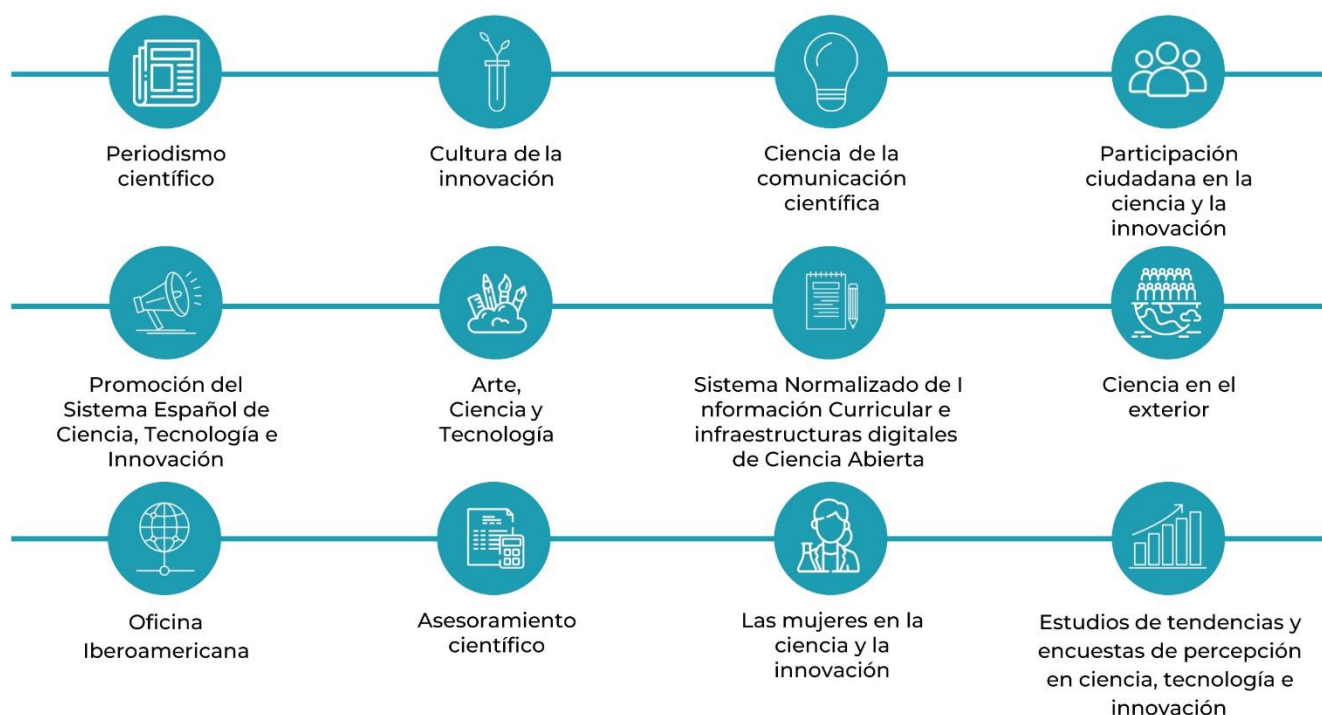 Periodismo
científico
Cultura de la
innovación
Ciencia de la
comunicación
científica
Participación
ciudadana en la
ciencia y la
innovación
Promoción del
Sistema Español de
Ciencia, Tecnología e
Innovación
Arte,
Ciencia y
Tecnología
Sistema Normalizado de I
nformación Curricular e
infraestructuras digitales
de Ciencia Abierta
Ciencia en el
exterior
Oficina
Iberoamericana
Asesoramiento
científico
Las mujeres en la
ciencia y la
innovación
Estudios de tendencias y
encuestas de percepción
en ciencia, tecnología e
innovación